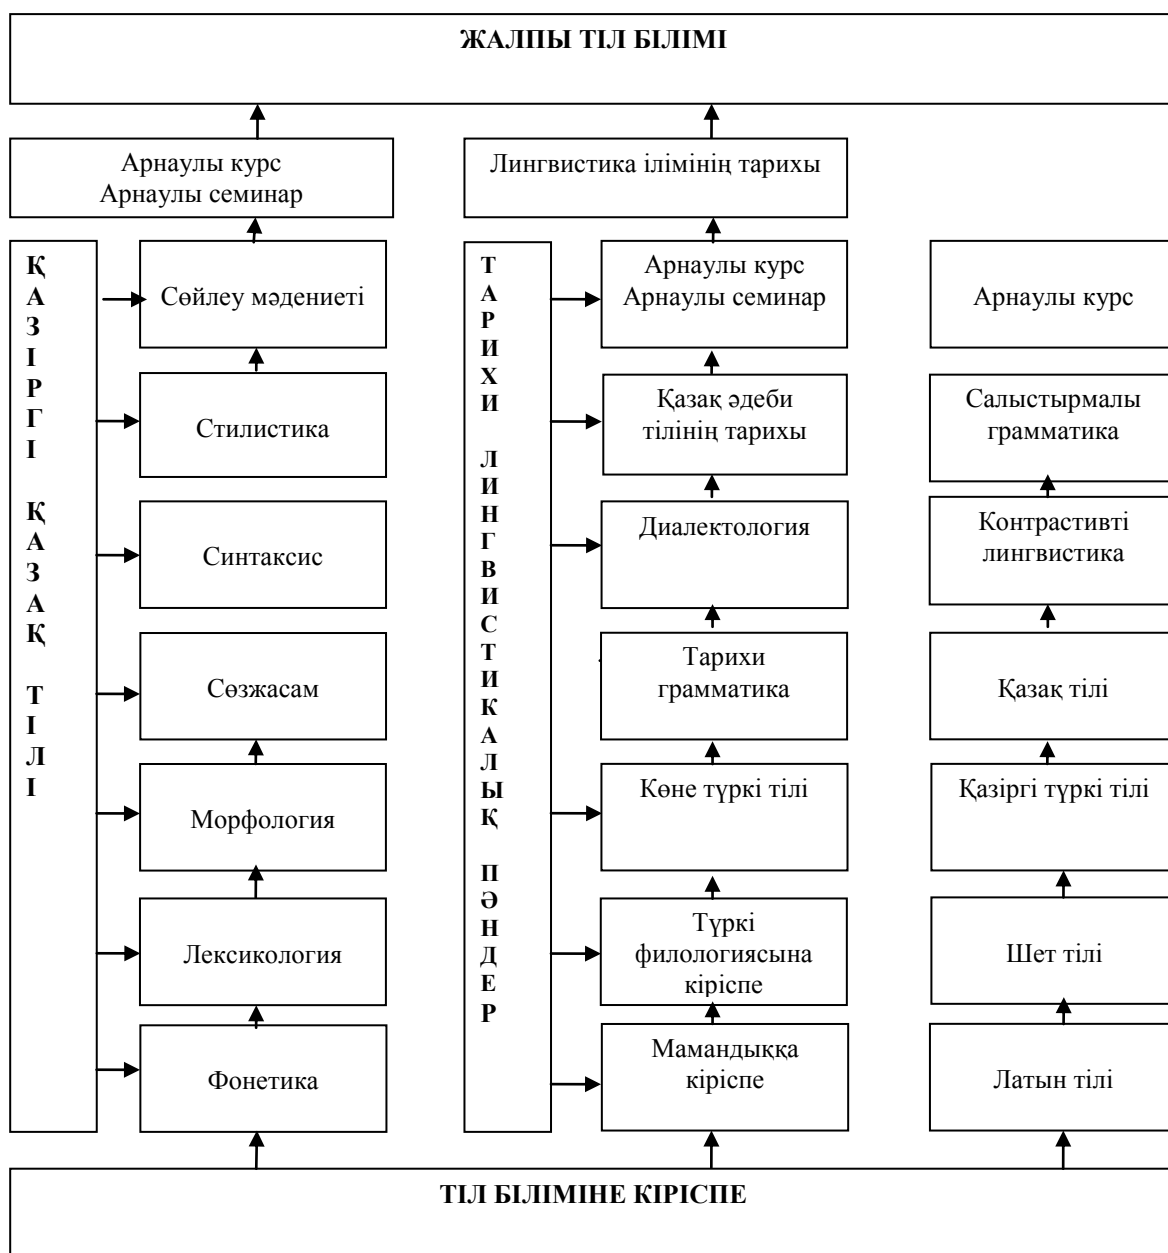 ЖАЛПЫ ТІЛ БІЛІМІ
Арнаулы курс
Арнаулы семинар
Лингвистика ілімінің тарихы
ҚАЗІРГІ ҚАЗАҚ ТІЛІ
Сөйлеу мәдениеті
Стилистика
Синтаксис
Сөзжасам
Морфология
Лексикология
Фонетика
ТАРИХИ ЛИНГВИСТИКАЛЫҚ ПӘНДЕР
Арнаулы курс
Арнаулы семинар
Қазақ әдеби
тілінің тарихы
Диалектология
Тарихи
грамматика
Көне түркі тілі
Түркі
филологиясына
кіріспе
Мамандыққа
кіріспе
Арнаулы курс
Салыстырмалы
грамматика
Контрастивті
лингвистика
Қазақ тілі
Қазіргі түркі тілі
Шет тілі
Латын тілі
ТІЛ БІЛІМІНЕ КІРІСПЕ